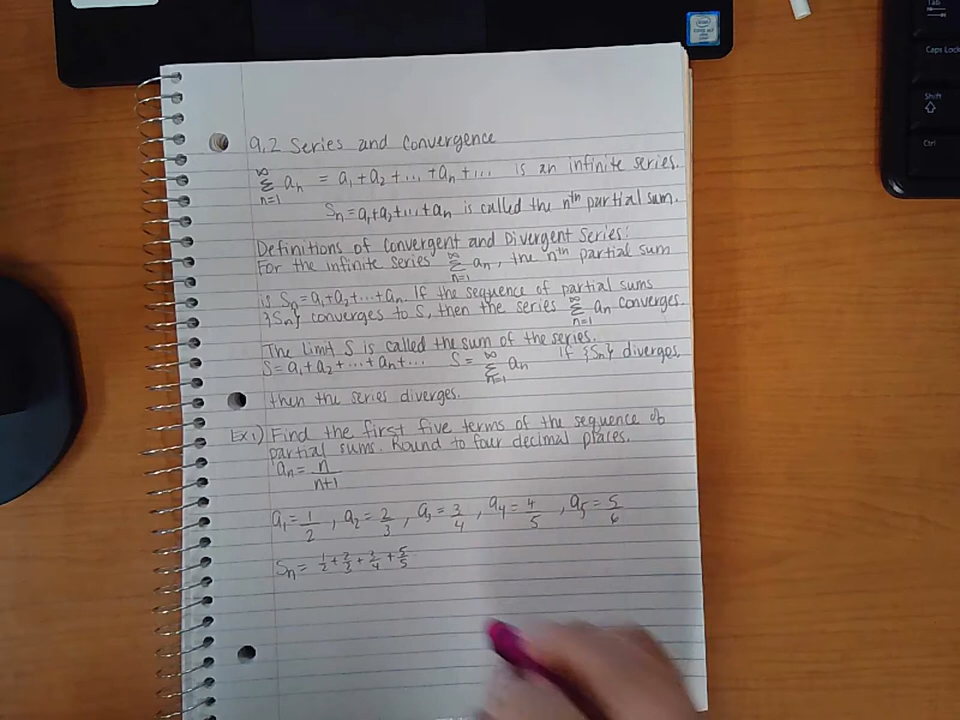 9.2 Series and Convergence
∞
Σ aₙ = a₁ + a₂ + ... + aₙ + ... is an infinite series.
n=1
Sₙ = a₁ + a₂ + ... + aₙ is called the nᵗʰ partial sum.
Definitions of Convergent and Divergent Series:
For the infinite series ∞ Σ n=1 aₙ, the nᵗʰ partial sum
is Sₙ = a₁ + a₂ + ... + aₙ. If the sequence of partial sums
{Sₙ} converges to S, then the series ∞ Σ n=1 aₙ converges.
The limit S is called the sum of the series.
S = a₁ + a₂ + ... + aₙ + ... S = ∞ Σ n=1 aₙ If {Sₙ} diverges,
then the series diverges.
Ex 1) Find the first five terms of the sequence of
partial sums. Round to four decimal places.
aₙ = n/n+1
a₁ = 1/2, a₂ = 2/3, a₃ = 3/4, a₄ = 4/5, a₅ = 5/6
Sₙ = 1/2 + 2/3 + 3/4 + 5/5
Tab
Caps Lock
Shift
Ctrl